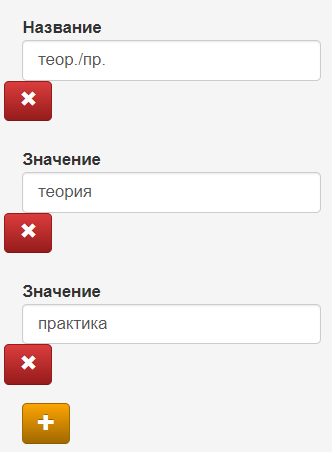 Название
теор./пр.
Значение
теория
Значение
практика